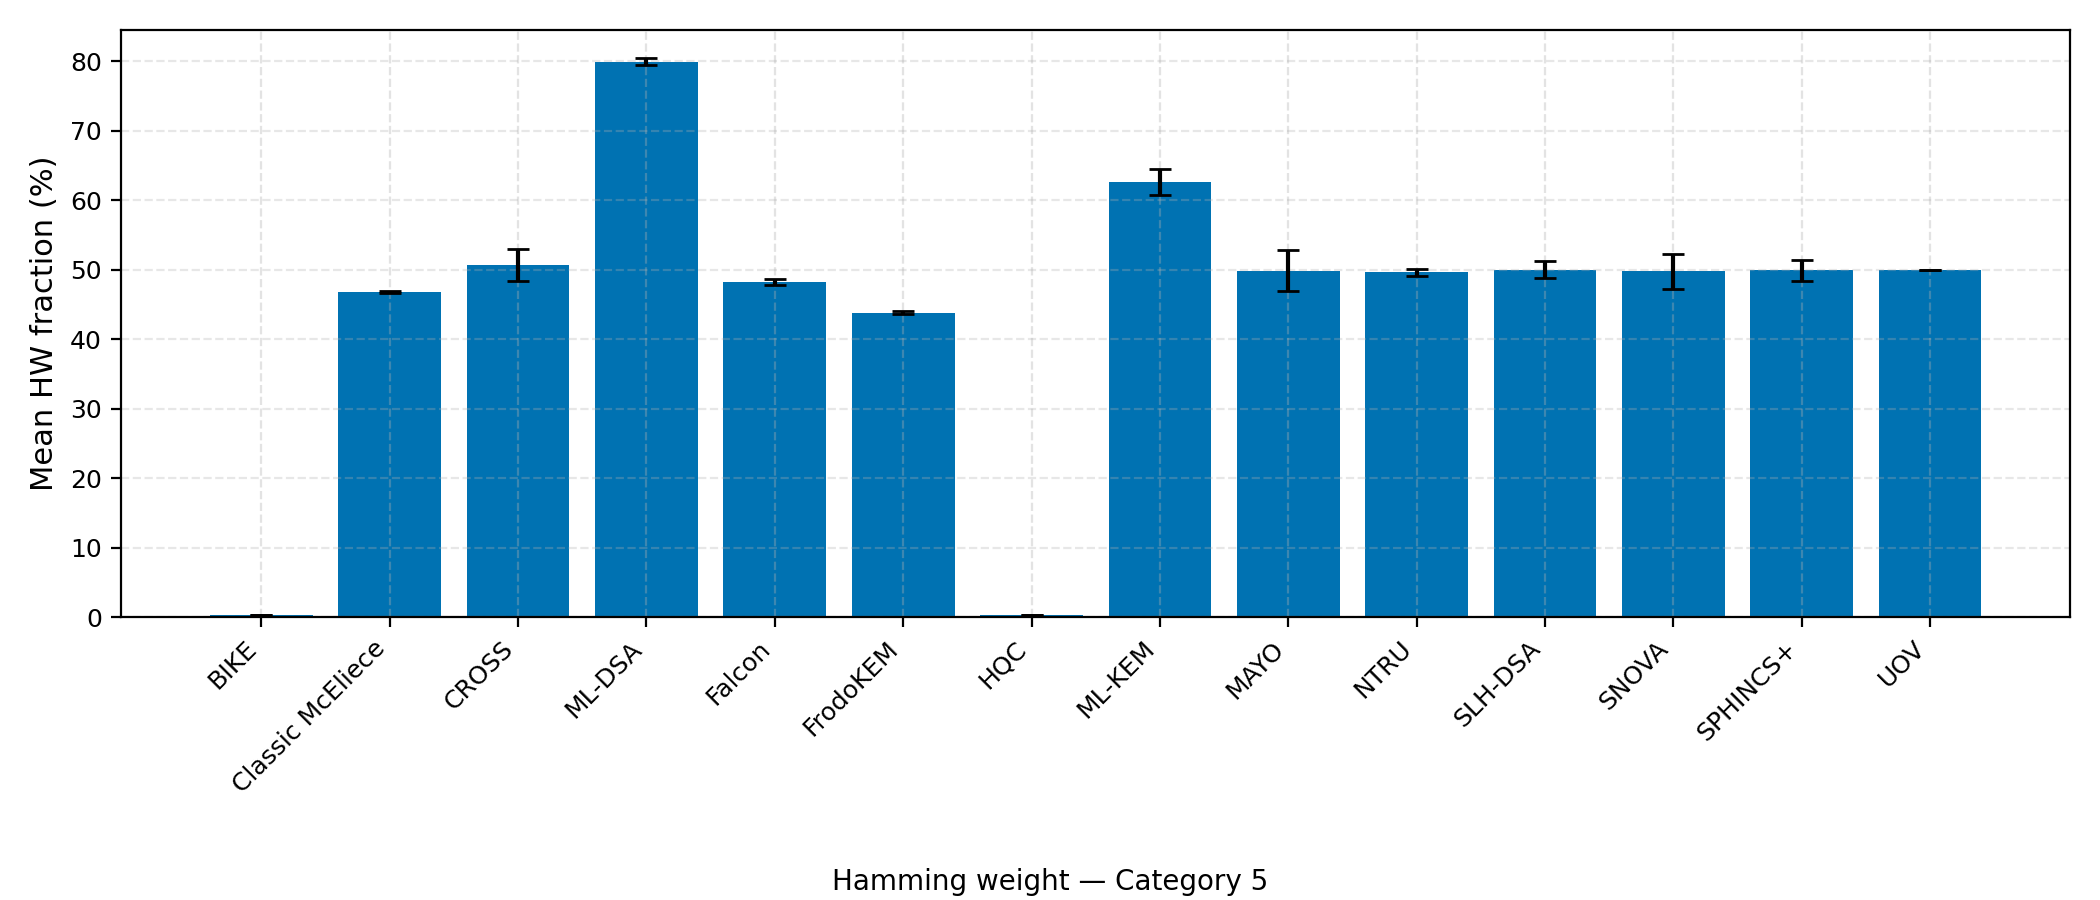 Mean HW fraction (%)
80
70
60
50
40
30
20
10
0
BIKE
Classic McEliece
CROSS
ML-DSA
Falcon
FrodoKEM
HQC
ML-KEM
MAYO
NTRU
SLH-DSA
SNOVA
SPHINCS+
UOV
Hamming weight — Category 5